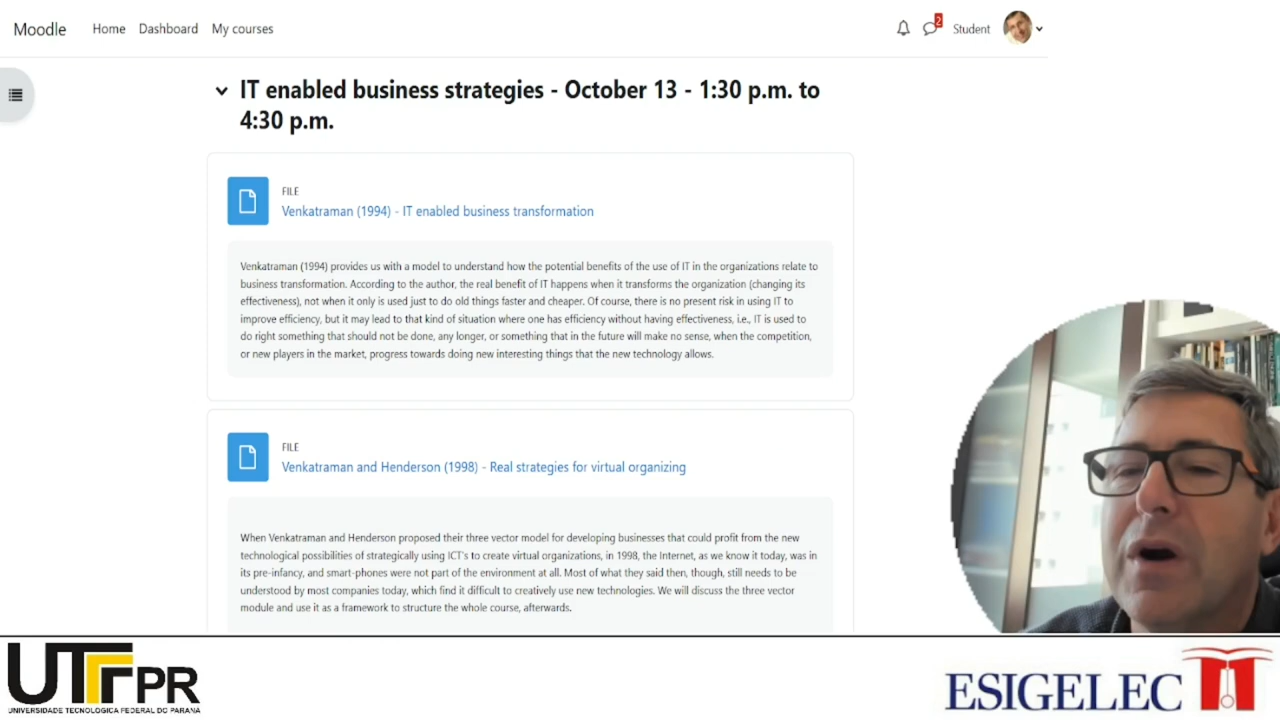 Moodle Home Dashboard My courses 2 Student
IT enabled business strategies - October 13 - 1:30 p.m. to
4:30 p.m.
FILE
Venkatraman (1994) - IT enabled business transformation
Venkatraman (1994) provides us with a model to understand how the potential benefits of the use of IT in the organizations relate to
business transformation. According to the author, the real benefit of IT happens when it transforms the organization (changing its
effectiveness), not when it only is used just to do old things faster and cheaper. Of course, there is no present risk in using IT to
improve efficiency, but it may lead to that kind of situation where one has efficiency without having effectiveness, i.e., IT is used to
do right something that should not be done, any longer, or something that in the future will make no sense, when the competition,
or new players in the market, progress towards doing new interesting things that the new technology allows.
FILE
Venkatraman and Henderson (1998) - Real strategies for virtual organizing
When Venkatraman and Henderson proposed their three vector model for developing businesses that could profit from the new
technological possibilities of strategically using ICT's to create virtual organizations, in 1998, the Internet, as we know it today, was in
its pre-infancy, and smart-phones were not part of the environment at all. Most of what they said then, though, still needs to be
understood by most companies today, which find it difficult to creatively use new technologies. We will discuss the three vector
module and use it as a framework to structure the whole course, afterwards.
UTFPR
UNIVERSIDADE TECNOLÓGICA FEDERAL DO PARANÁ
ESIGELEC